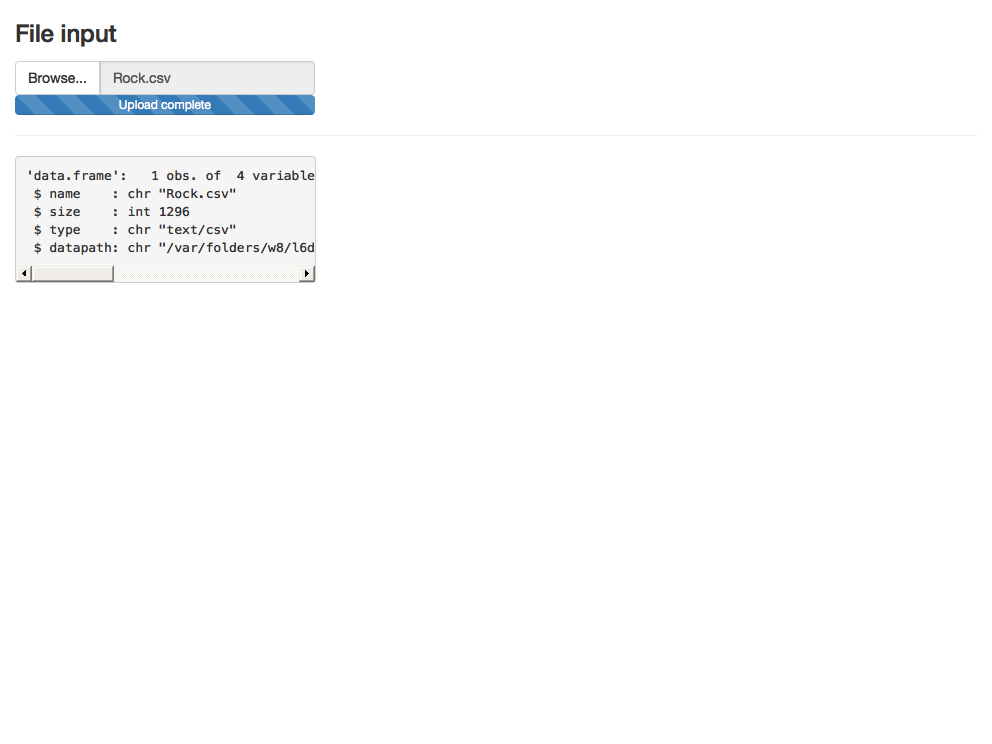 File input
Browse... Rock.csv
Upload complete
'data.frame':   1 obs. of  4 variable
 $ name    : chr "Rock.csv"
 $ size    : int 1296
 $ type    : chr "text/csv"
 $ datapath: chr "/var/folders/w8/l6d